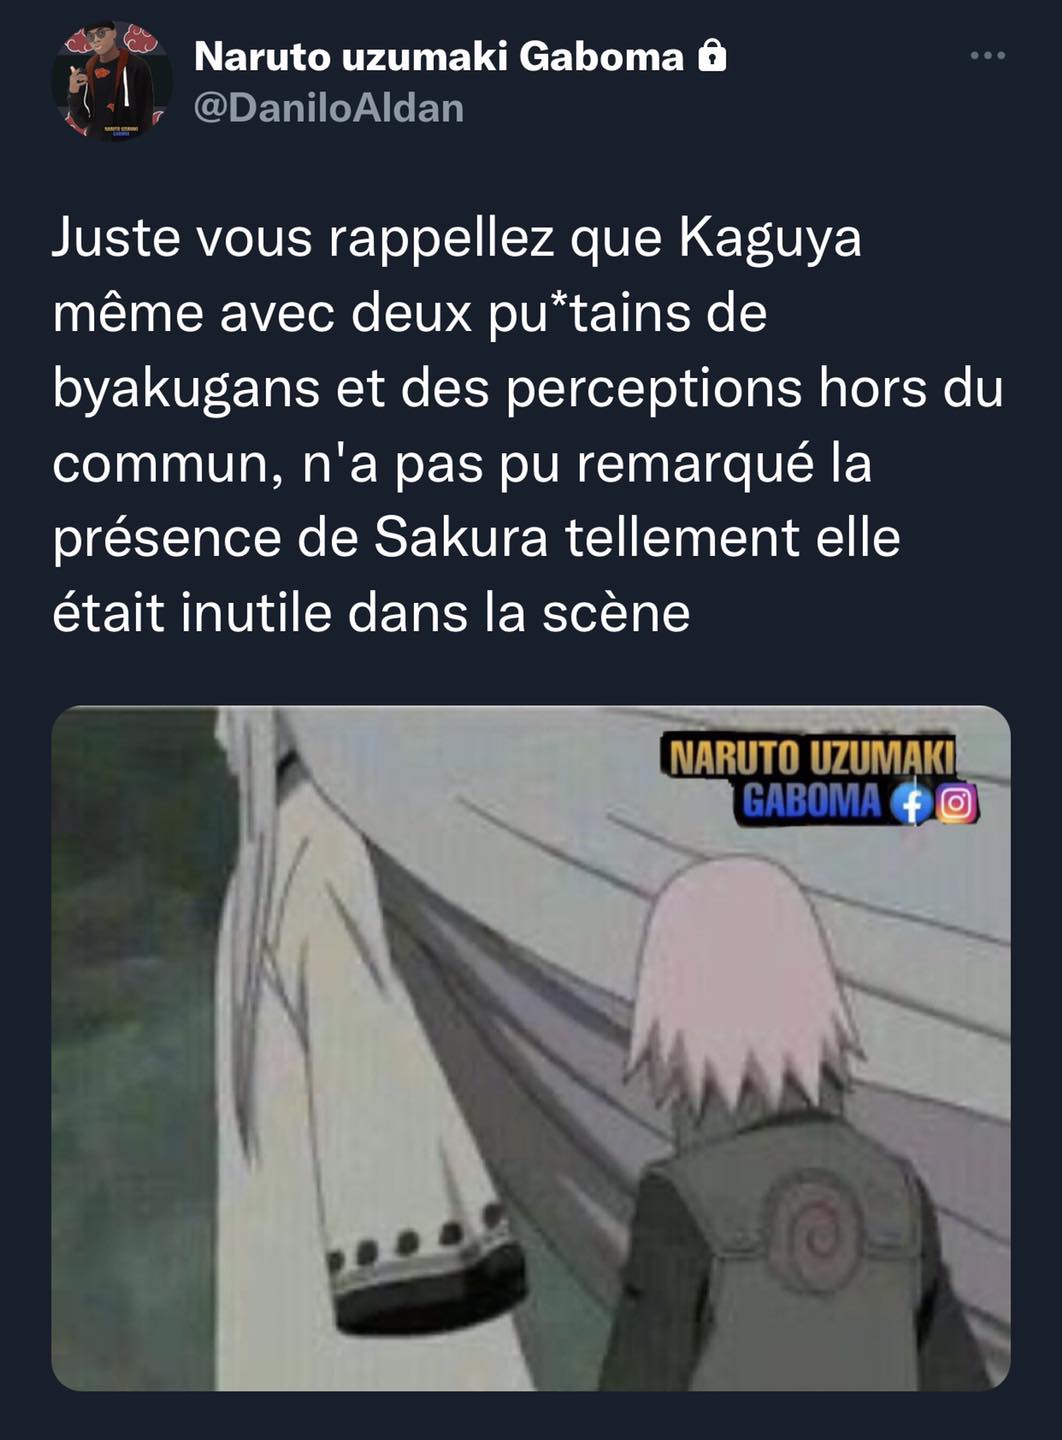 Naruto uzumaki Gaboma
@DaniloAldan
Juste vous rappellez que Kaguya
même avec deux pu*tains de
byakugans et des perceptions hors du
commun, n'a pas pu remarqué la
présence de Sakura tellement elle
était inutile dans la scène
NARUTO UZUMAKI
GABOMA